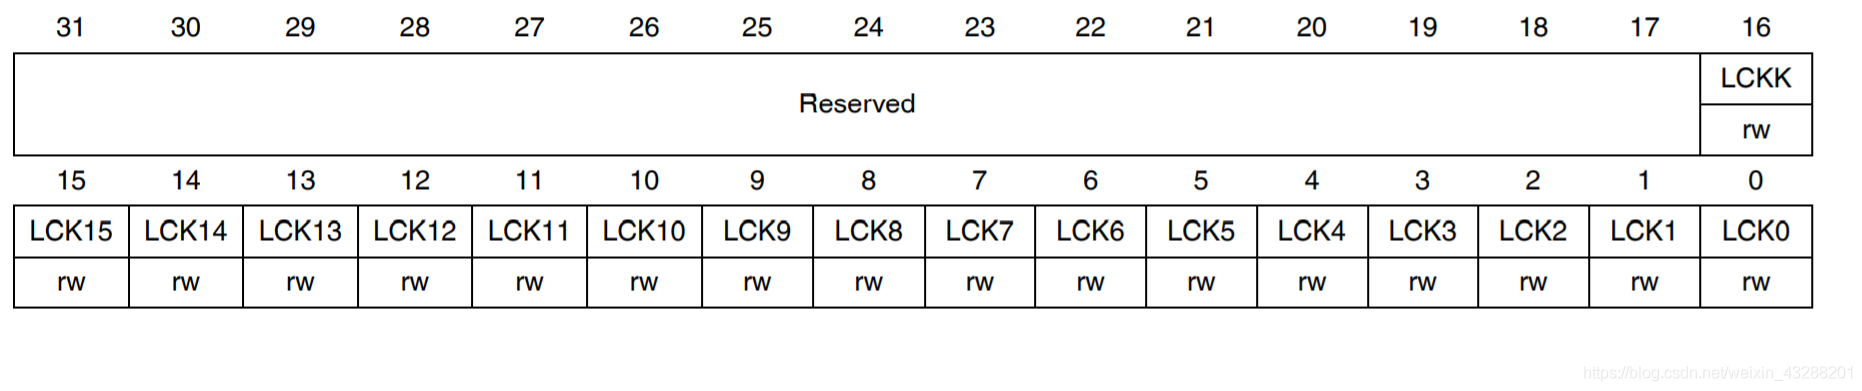 31 30 29 28 27 26 25 24 23 22 21 20 19 18 17 16
Reserved LCKK
rw
15 14 13 12 11 10 9 8 7 6 5 4 3 2 1 0
LCK15 LCK14 LCK13 LCK12 LCK11 LCK10 LCK9 LCK8 LCK7 LCK6 LCK5 LCK4 LCK3 LCK2 LCK1 LCK0
rw rw rw rw rw rw rw rw rw rw rw rw rw rw rw rw
https://blog.csdn.net/weixin_43288201